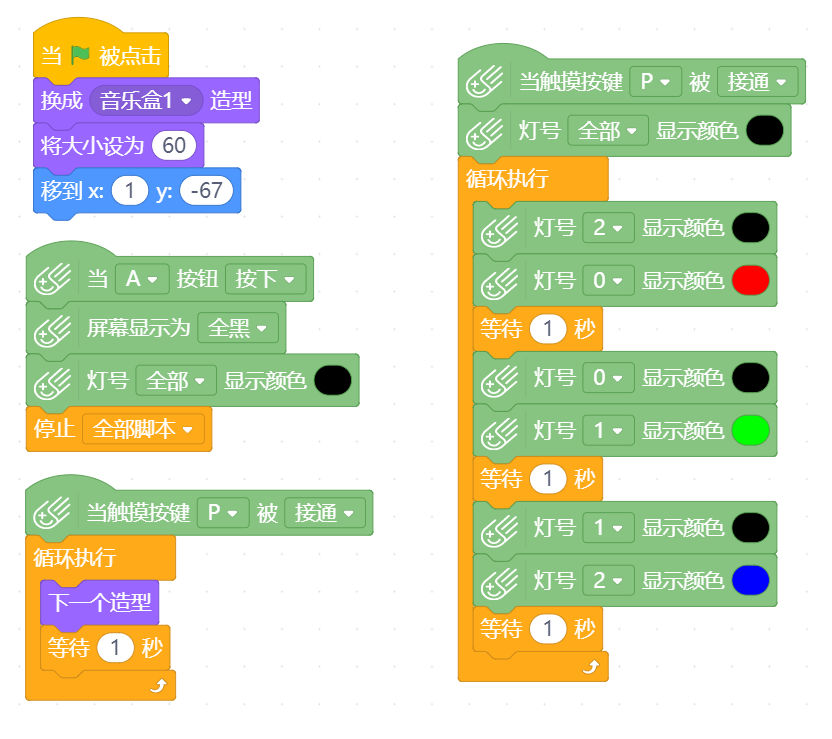 当 被点击
换成 音乐盒1 造型
将大小设为 60
移到 x: 1 y: -67
当 A 按钮 按下
屏幕显示为 全黑
灯号 全部 显示颜色
停止 全部脚本
当触摸按键 P 被 接通
循环执行
下一个造型
等待 1 秒
当触摸按键 P 被 接通
灯号 全部 显示颜色
循环执行
灯号 2 显示颜色
灯号 0 显示颜色
等待 1 秒
灯号 0 显示颜色
灯号 1 显示颜色
等待 1 秒
灯号 1 显示颜色
灯号 2 显示颜色
等待 1 秒